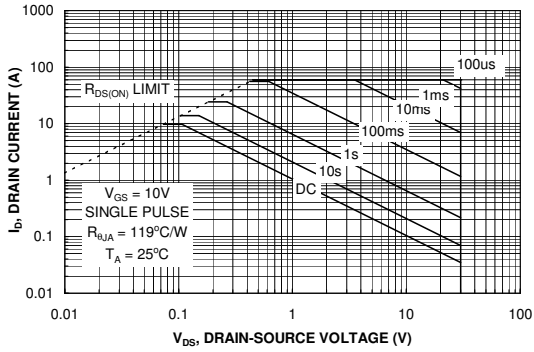 1000
100
10
1
0.1
0.01
I_D, DRAIN CURRENT (A)
R_DS(ON) LIMIT
100us
1ms
10ms
100ms
1s
10s
DC
V_GS = 10V
SINGLE PULSE
R_θJA = 119°C/W
T_A = 25°C
0.01 0.1 1 10 100
V_DS, DRAIN-SOURCE VOLTAGE (V)